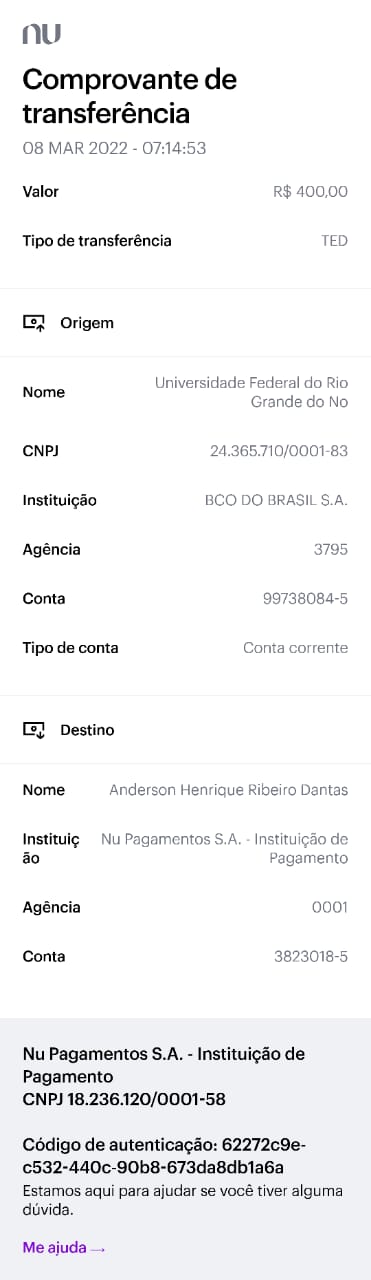 nu
Comprovante de
transferência
08 MAR 2022 - 07:14:53
Valor R$ 400,00
Tipo de transferência TED
Origem
Nome Universidade Federal do Rio
Grande do No
CNPJ 24.365.710/0001-83
Instituição BCO DO BRASIL S.A.
Agência 3795
Conta 99738084-5
Tipo de conta Conta corrente
Destino
Nome Anderson Henrique Ribeiro Dantas
Instituiç Nu Pagamentos S.A. - Instituição de
ão Pagamento
Agência 0001
Conta 3823018-5
Nu Pagamentos S.A. - Instituição de
Pagamento
CNPJ 18.236.120/0001-58
Código de autenticação: 62272c9e-
c532-440c-90b8-673da8db1a6a
Estamos aqui para ajudar se você tiver alguma
dúvida.
Me ajuda →